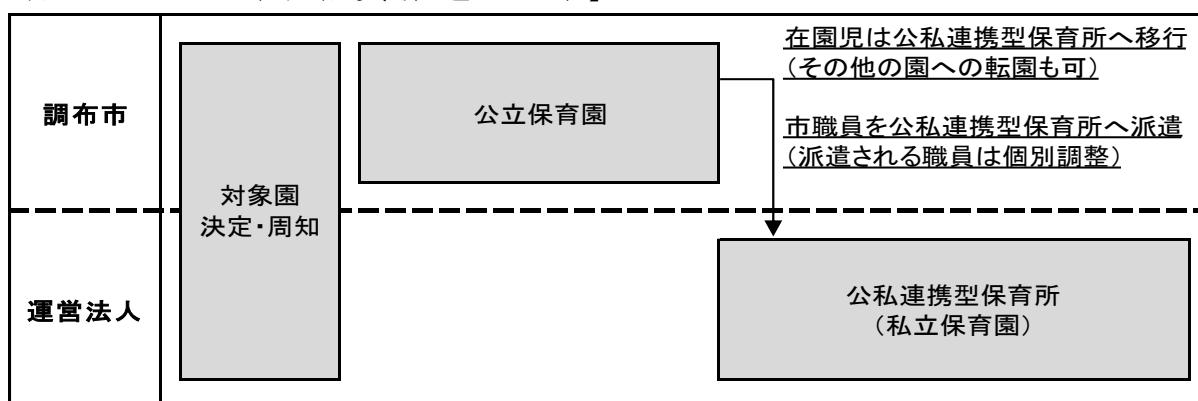 調布市
対象園
決定・周知
公立保育園
在園児は公私連携型保育所へ移行
（その他の園への転園も可）
市職員を公私連携型保育所へ派遣
（派遣される職員は個別調整）
運営法人
公私連携型保育所
（私立保育園）